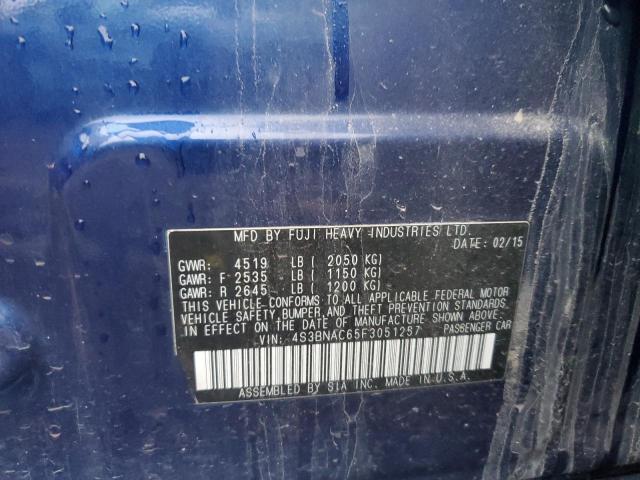 MFD BY FUJI HEAVY INDUSTRIES LTD.
DATE: 02/15
GVWR: 4519 LB ( 2050 KG)
GAWR: F 2535 LB ( 1150 KG)
GAWR: R 2645 LB ( 1200 KG)
THIS VEHICLE CONFORMS TO ALL APPLICABLE FEDERAL MOTOR
VEHICLE SAFETY, BUMPER, AND THEFT PREVENTION STANDARDS
IN EFFECT ON THE DATE OF MANUFACTURE SHOWN ABOVE.
VIN: 4S3BNAC65F3051287 PASSENGER CAR
ASSEMBLED BY SIA INC. MADE IN U.S.A.